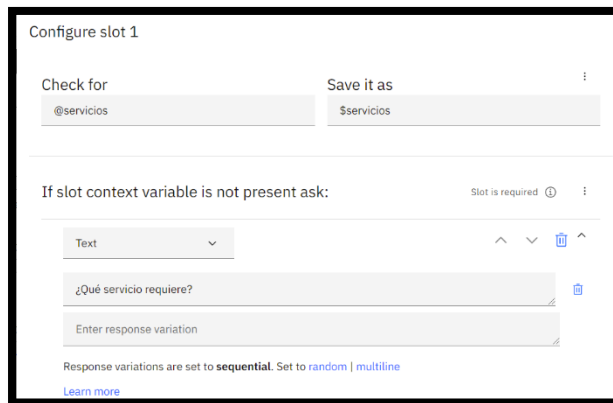 Configure slot 1
Check for
Save it as
@servicios
$servicios
If slot context variable is not present ask:
Slot is required
Text
¿Qué servicio requiere?
Enter response variation
Response variations are set to sequential. Set to random | multiline
Learn more